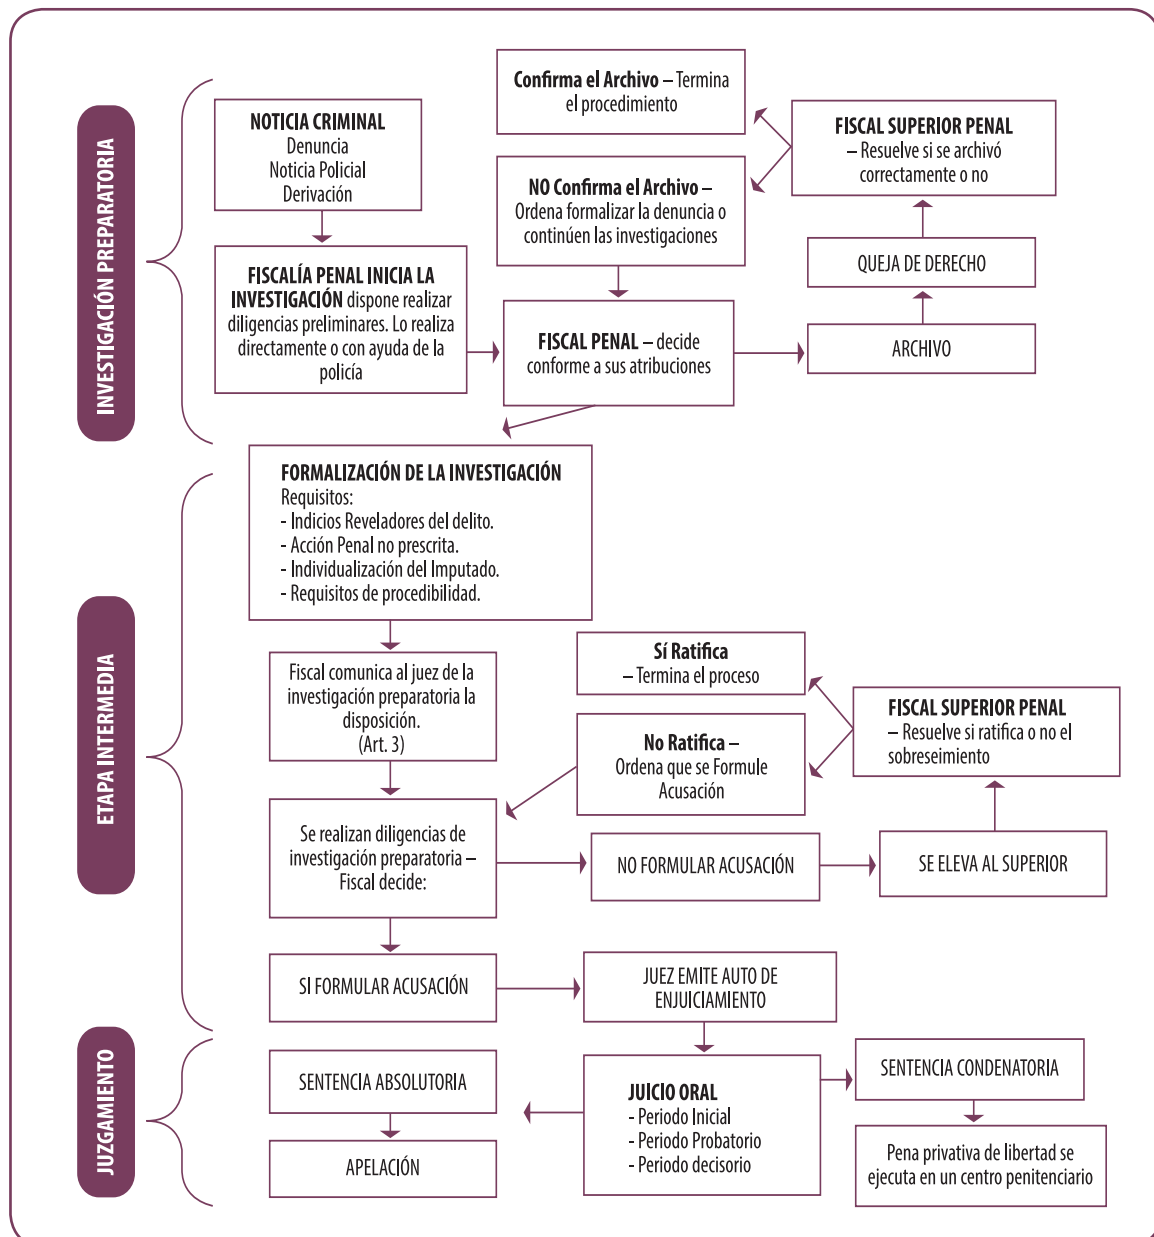 INVESTIGACIÓN PREPARATORIA
NOTICIA CRIMINAL
Denuncia
Noticia Policial
Derivación
FISCALÍA PENAL INICIA LA
INVESTIGACIÓN dispone realizar
diligencias preliminares. Lo realiza
directamente o con ayuda de la
policía
Confirma el Archivo – Termina
el procedimiento
NO Confirma el Archivo –
Ordena formalizar la denuncia o
continúen las investigaciones
FISCAL PENAL – decide
conforme a sus atribuciones
FISCAL SUPERIOR PENAL
– Resuelve si se archivó
correctamente o no
QUEJA DE DERECHO
ARCHIVO
ETAPA INTERMEDIA
FORMALIZACIÓN DE LA INVESTIGACIÓN
Requisitos:
- Indicios Reveladores del delito.
- Acción Penal no prescrita.
- Individualización del Imputado.
- Requisitos de procedibilidad.
Fiscal comunica al juez de la
investigación preparatoria la
disposición.
(Art. 3)
Se realizan diligencias de
investigación preparatoria –
Fiscal decide:
Sí Ratifica
– Termina el proceso
No Ratifica –
Ordena que se Formule
Acusación
FISCAL SUPERIOR PENAL
– Resuelve si ratifica o no el
sobreseimiento
NO FORMULAR ACUSACIÓN
SE ELEVA AL SUPERIOR
SÍ FORMULAR ACUSACIÓN
JUEZ EMITE AUTO DE
ENJUICIAMIENTO
JUZGAMIENTO
SENTENCIA ABSOLUTORIA
APELACIÓN
JUICIO ORAL
- Periodo Inicial
- Periodo Probatorio
- Periodo decisorio
SENTENCIA CONDENATORIA
Pena privativa de libertad se
ejecuta en un centro penitenciario